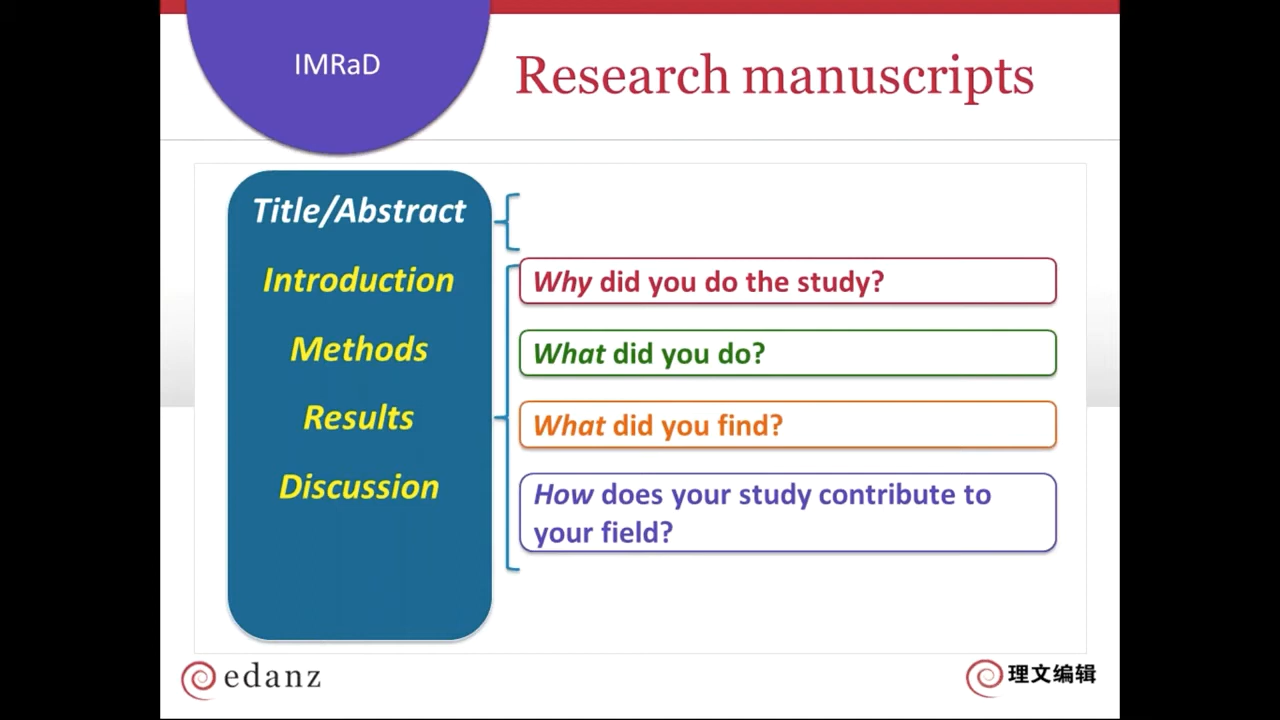 IMRaD
Research manuscripts
Title/Abstract
Introduction
Why did you do the study?
Methods
What did you do?
Results
What did you find?
Discussion
How does your study contribute to
your field?
edanz
理文编辑